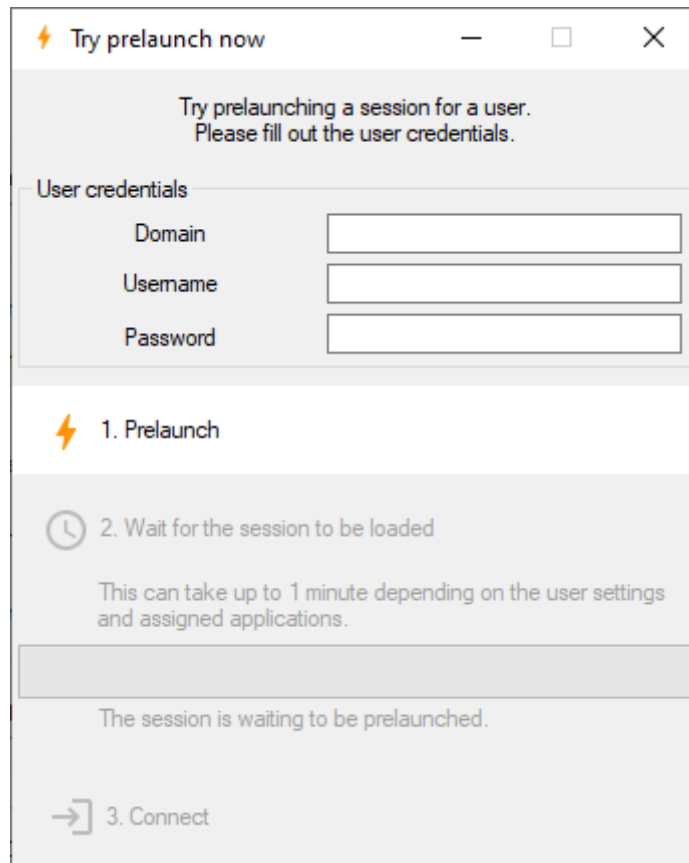 Try prelaunch now
Try prelaunching a session for a user.
Please fill out the user credentials.
User credentials
Domain
Username
Password
1. Prelaunch
2. Wait for the session to be loaded
This can take up to 1 minute depending on the user settings
and assigned applications.
The session is waiting to be prelaunched.
3. Connect